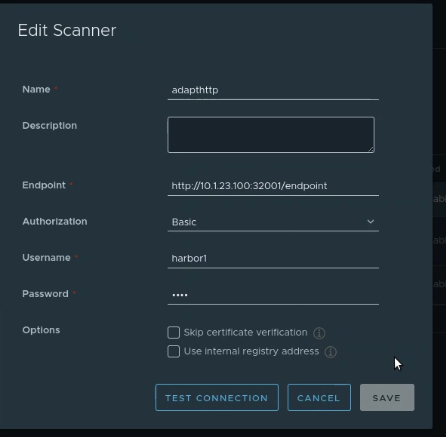 Edit Scanner
Name *
adapthttp
Description
Endpoint *
http://10.1.23.100:32001/endpoint
Authorization
Basic
Username *
harbor1
Password *
••••
Options
Skip certificate verification
Use internal registry address
TEST CONNECTION
CANCEL
SAVE